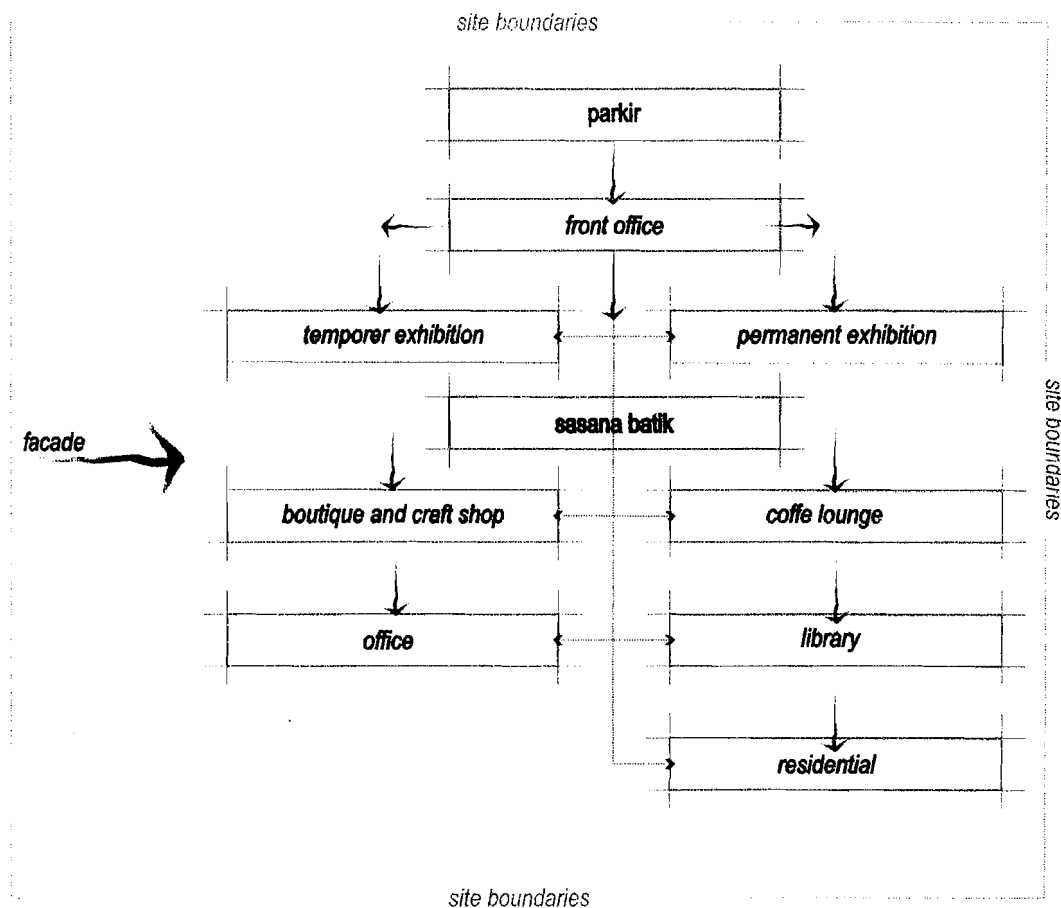 site boundaries
parkir
front office
temporer exhibition
permanent exhibition
sasana batik
facade
site boundaries
boutique and craft shop
coffe lounge
office
library
residential
site boundaries